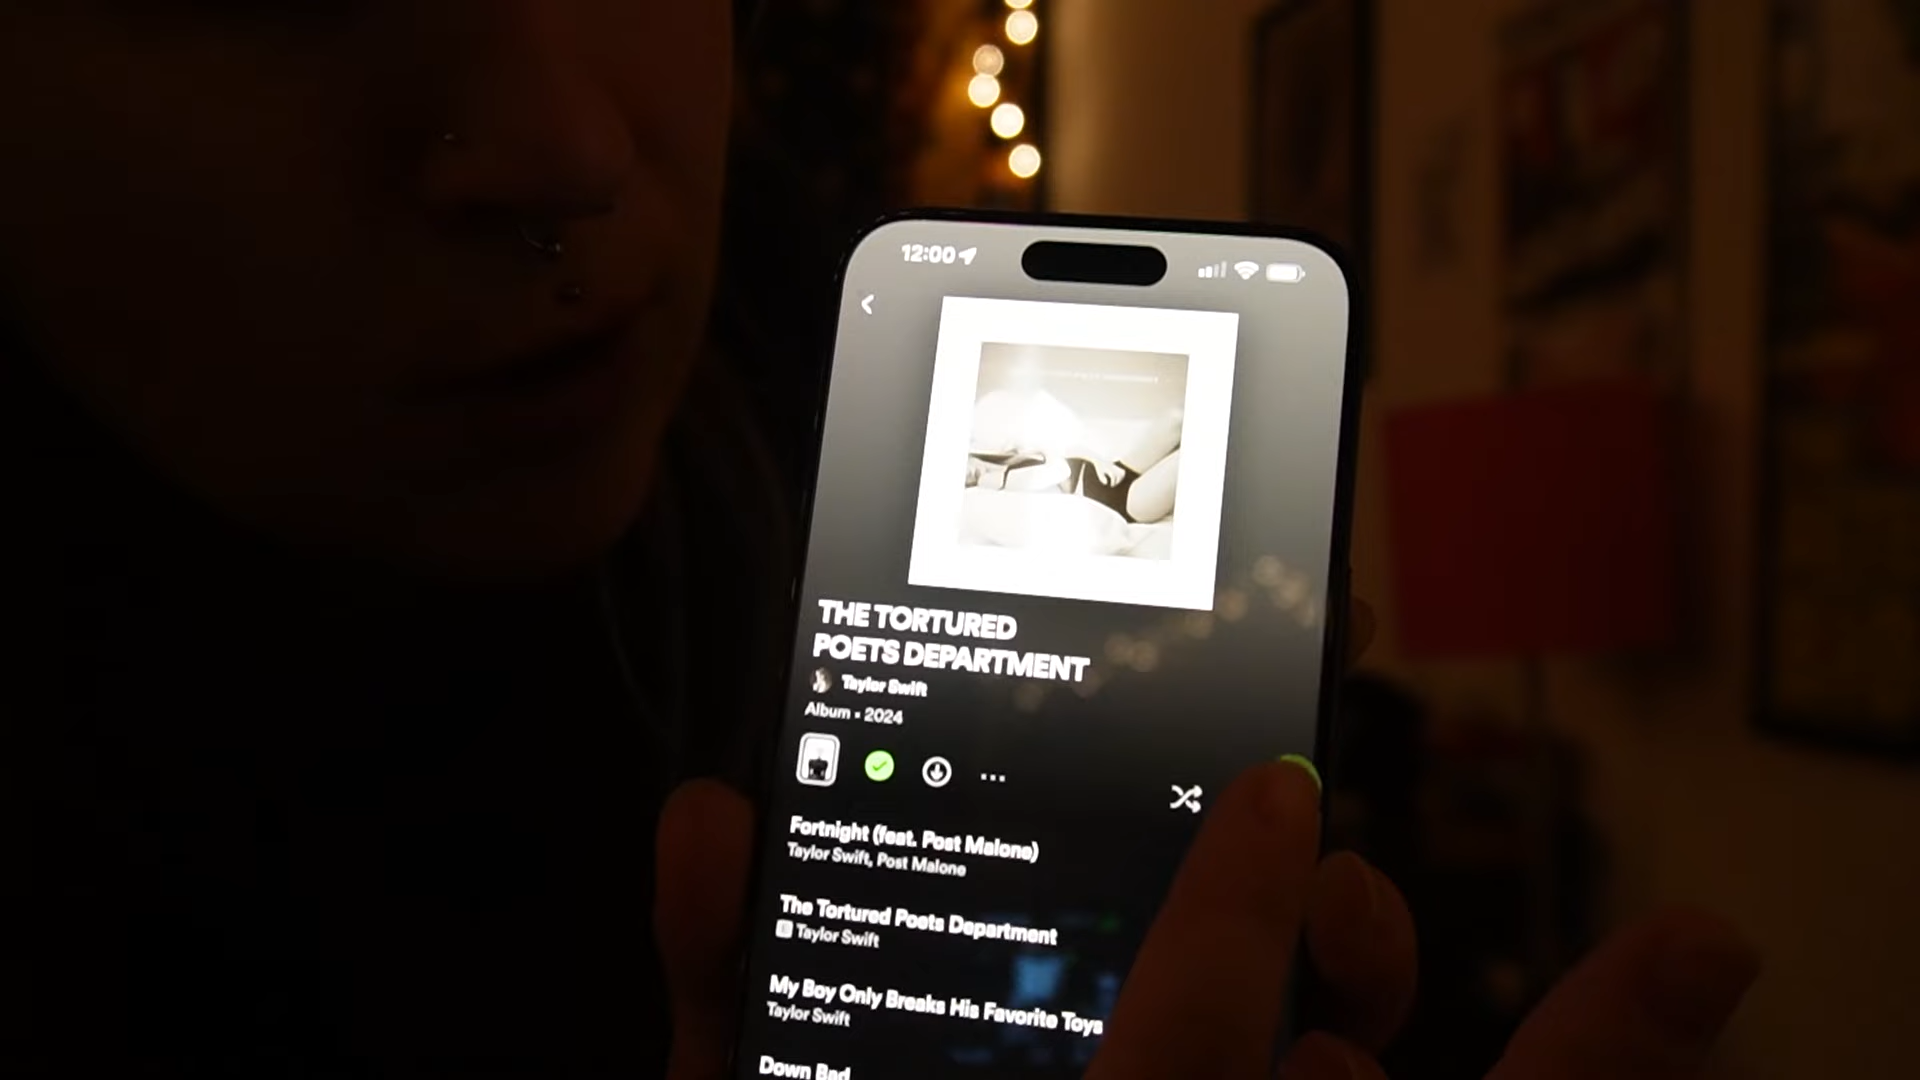 12:00
THE TORTURED
POETS DEPARTMENT
Taylor Swift
Album • 2024
Fortnight (feat. Post Malone)
Taylor Swift, Post Malone
The Tortured Poets Department
E Taylor Swift
My Boy Only Breaks His Favorite Toys
Taylor Swift
Down Bad